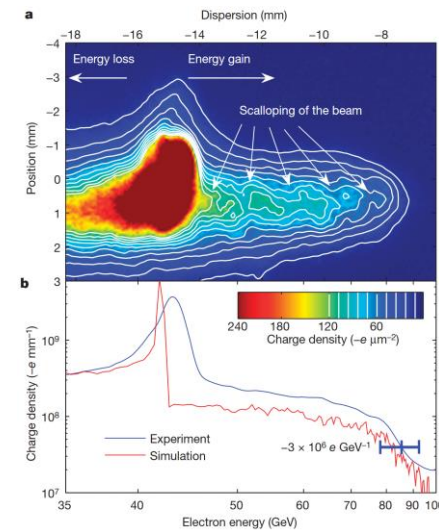 Dispersion (mm)
a
−18 −16 −14 −12 −10 −8
−4
−3
−2
−1
0
1
2
3
Position (mm)
Energy loss Energy gain
Scalloping of the beam
b
240 180 120 60
Charge density (−e μm⁻²)
Charge density (−e mm⁻¹)
10⁹
10⁸
10⁷
Experiment
Simulation
~3 × 10⁶ e GeV⁻¹
35 40 50 60 70 80 90 100
Electron energy (GeV)